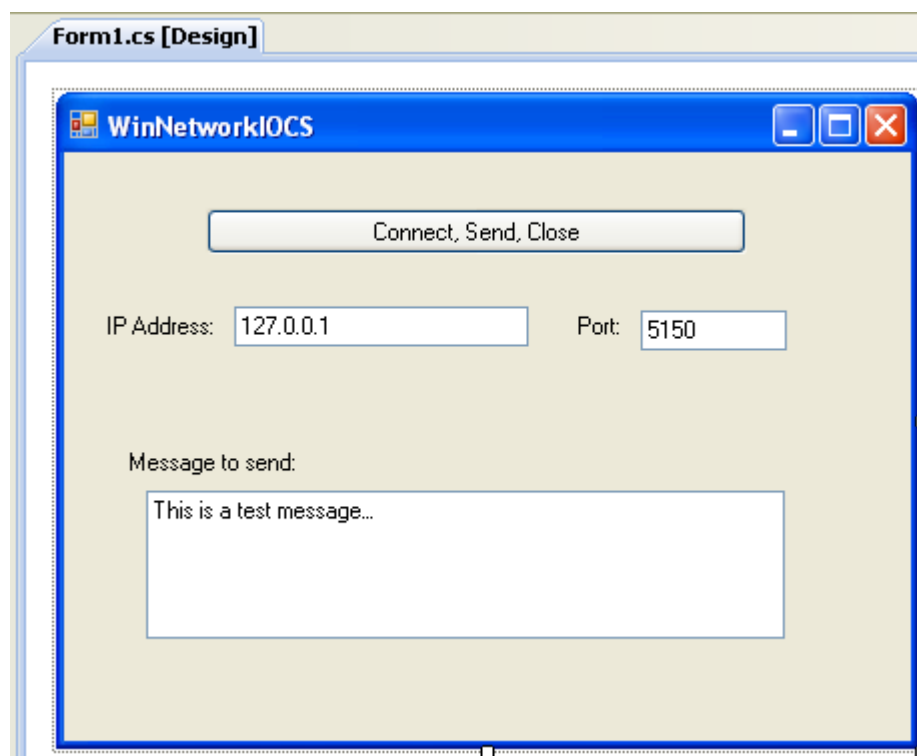 Form1.cs [Design]
WinNetworkIOCS
Connect, Send, Close
IP Address: 127.0.0.1 Port: 5150
Message to send:
This is a test message...